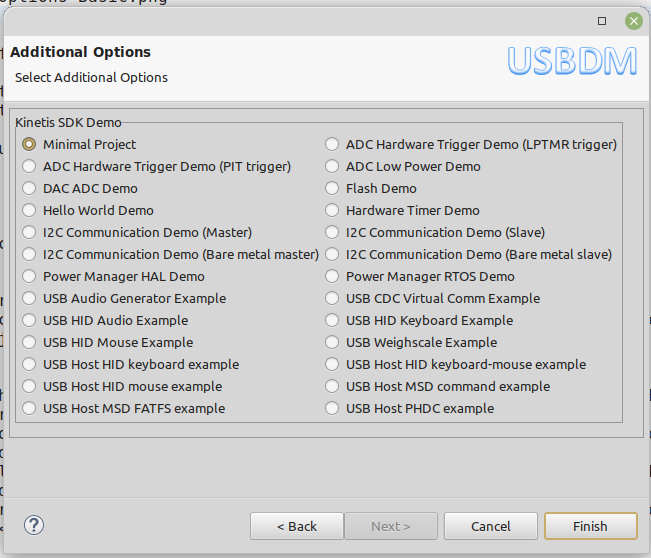 ptions-Basic.png
Additional Options
Select Additional Options
USBDM
Kinetis SDK Demo
Minimal Project
ADC Hardware Trigger Demo (LPTMR trigger)
ADC Hardware Trigger Demo (PIT trigger)
ADC Low Power Demo
DAC ADC Demo
Flash Demo
Hello World Demo
Hardware Timer Demo
I2C Communication Demo (Master)
I2C Communication Demo (Slave)
I2C Communication Demo (Bare metal master)
I2C Communication Demo (Bare metal slave)
Power Manager HAL Demo
Power Manager RTOS Demo
USB Audio Generator Example
USB CDC Virtual Comm Example
USB HID Audio Example
USB HID Keyboard Example
USB HID Mouse Example
USB Weighscale Example
USB Host HID keyboard example
USB Host HID keyboard-mouse example
USB Host HID mouse example
USB Host MSD command example
USB Host MSD FATFS example
USB Host PHDC example
?
< Back
Next >
Cancel
Finish